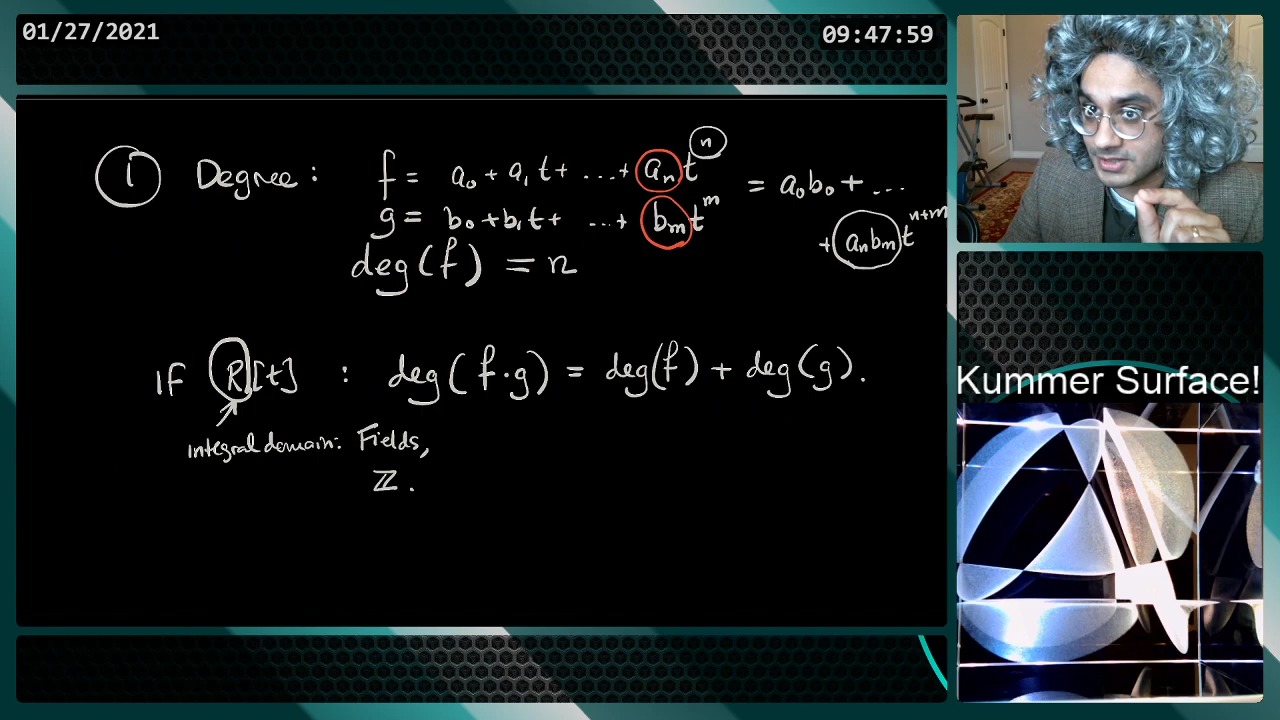 01/27/2021
09:47:59
1 Degree: f = a₀ + a₁t + ... + aₙtⁿ
g = b₀ + b₁t + ... + bₘtᵐ
= a₀b₀ + ...
+ aₙbₘtⁿ⁺ᵐ
deg(f) = n
If R[t] : deg(f·g) = deg(f) + deg(g).
integral domain: Fields,
ℤ.
Kummer Surface!